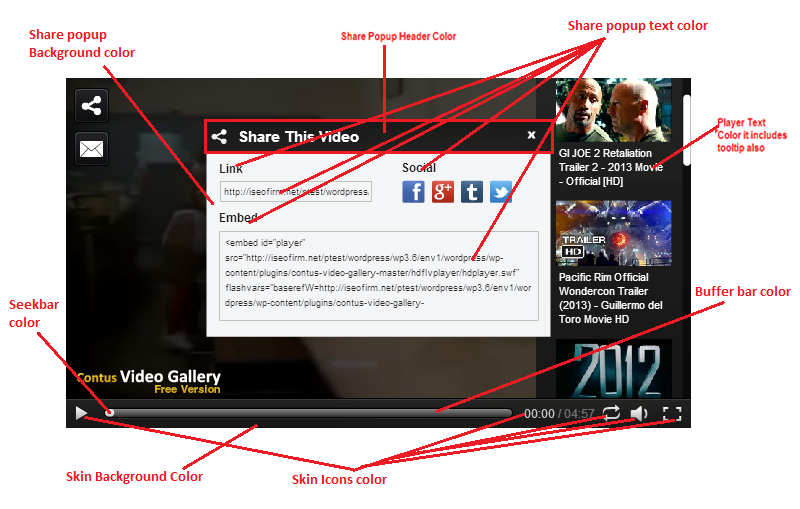 Share popup
Background color
Share Popup Header Color
Share popup text color
Share This Video
x
Link
Social
http://iseofirm.net/ptest/wordpress.
Embed
<embed id="player"
src="http://iseofirm.net/ptest/wordpress/wp3.6/env1/wordpress/wp-
content/plugins/contus-video-gallery-master/hdflvplayer/hdplayer.swf"
flashvars="baserefW=http://iseofirm.net/ptest/wordpress/wp3.6/env1/wor
dpress/wp-content/plugins/contus-video-gallery-
GI JOE 2 Retaliation
Trailer 2 - 2013 Movie
- Official [HD]
Player Text
Color it includes
tooltip also
TRAILER
HD
Pacific Rim Official
Wondercon Trailer
(2013) - Guillermo del
Toro Movie HD
2012
Seekbar
color
Buffer bar color
Contus Video Gallery
Free Version
00:00 / 04:57
Skin Background Color
Skin Icons color